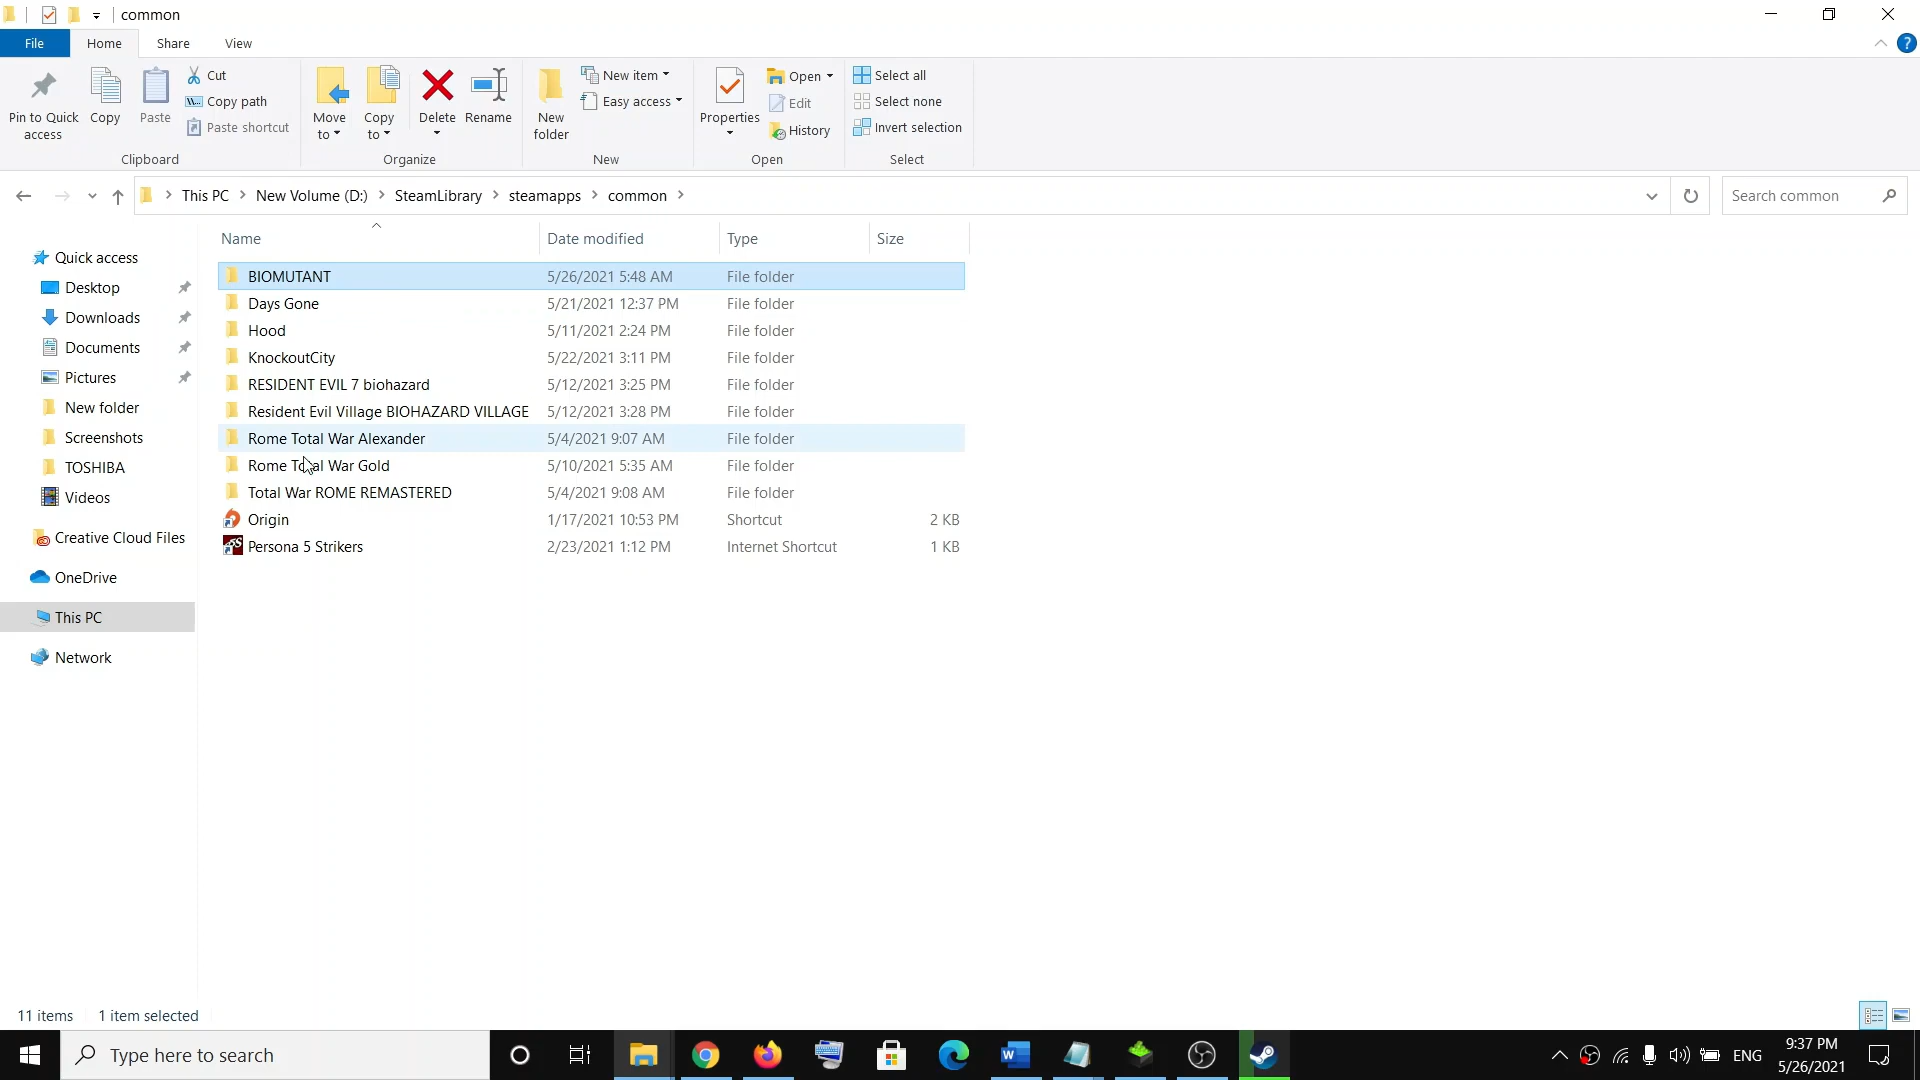 common
File Home Share View
Pin to Quick access
Copy
Paste
Cut
Copy path
Paste shortcut
Clipboard
Move to
Copy to
Delete
Rename
Organize
New folder
New item
Easy access
New
Properties
Open
Edit
History
Open
Select all
Select none
Invert selection
Select
This PC > New Volume (D:) > SteamLibrary > steamapps > common >
Search common
Name Date modified Type Size
Quick access
Desktop
Downloads
Documents
Pictures
New folder
Screenshots
TOSHIBA
Videos
Creative Cloud Files
OneDrive
This PC
Network
BIOMUTANT 5/26/2021 5:48 AM File folder
Days Gone 5/21/2021 12:37 PM File folder
Hood 5/11/2021 2:24 PM File folder
KnockoutCity 5/22/2021 3:11 PM File folder
RESIDENT EVIL 7 biohazard 5/12/2021 3:25 PM File folder
Resident Evil Village BIOHAZARD VILLAGE 5/12/2021 3:28 PM File folder
Rome Total War Alexander 5/4/2021 9:07 AM File folder
Rome Total War Gold 5/10/2021 5:35 AM File folder
Total War ROME REMASTERED 5/4/2021 9:08 AM File folder
Origin 1/17/2021 10:53 PM Shortcut 2 KB
Persona 5 Strikers 2/23/2021 1:12 PM Internet Shortcut 1 KB
11 items 1 item selected
Type here to search
ENG
9:37 PM
5/26/2021